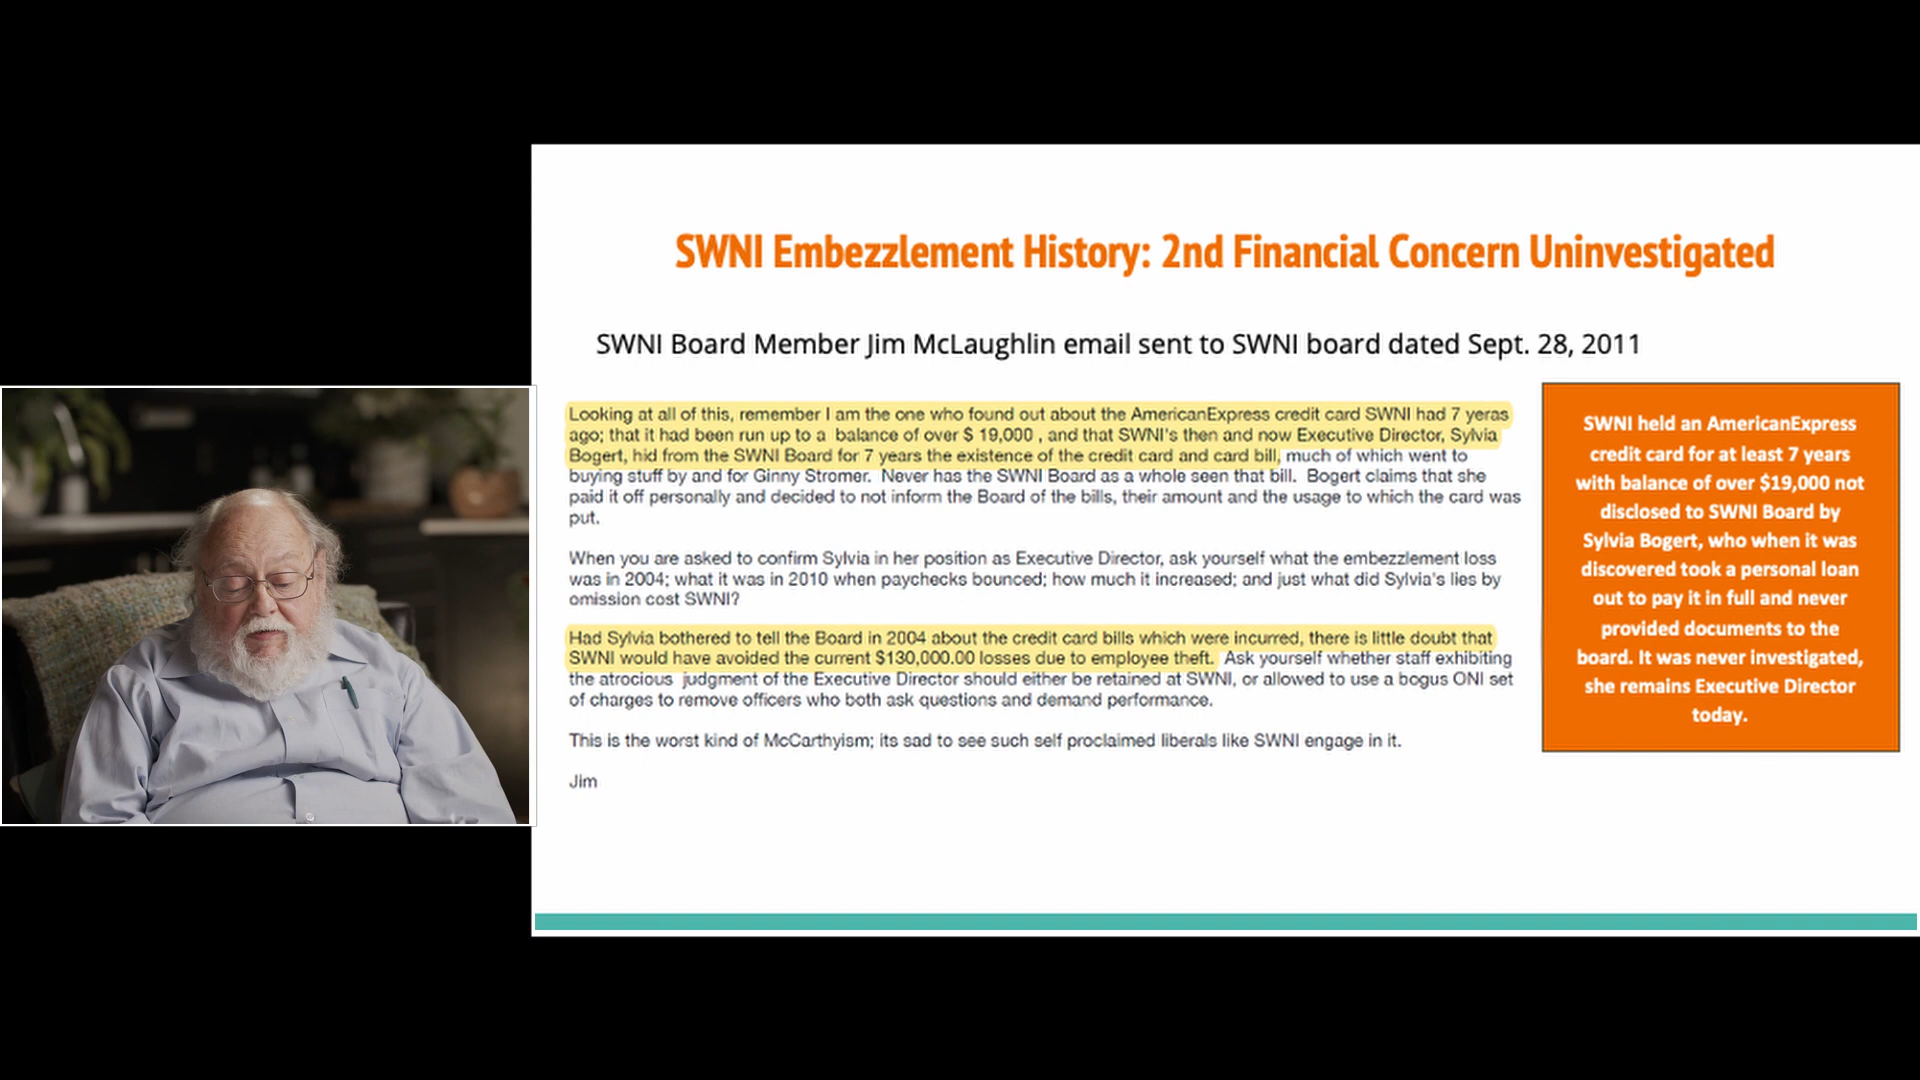 SWNI Embezzlement History: 2nd Financial Concern Uninvestigated
SWNI Board Member Jim McLaughlin email sent to SWNI board dated Sept. 28, 2011
Looking at all of this, remember I am the one who found out about the AmericanExpress credit card SWNI had 7 yeras
ago; that it had been run up to a balance of over $ 19,000 , and that SWNI's then and now Executive Director, Sylvia
Bogert, hid from the SWNI Board for 7 years the existence of the credit card and card bill, much of which went to
buying stuff by and for Ginny Stromer. Never has the SWNI Board as a whole seen that bill. Bogert claims that she
paid it off personally and decided to not inform the Board of the bills, their amount and the usage to which the card was
put.
When you are asked to confirm Sylvia in her position as Executive Director, ask yourself what the embezzlement loss
was in 2004; what it was in 2010 when paychecks bounced; how much it increased; and just what did Sylvia's lies by
omission cost SWNI?
Had Sylvia bothered to tell the Board in 2004 about the credit card bills which were incurred, there is little doubt that
SWNI would have avoided the current $130,000.00 losses due to employee theft. Ask yourself whether staff exhibiting
the atrocious judgment of the Executive Director should either be retained at SWNI, or allowed to use a bogus ONI set
of charges to remove officers who both ask questions and demand performance.
This is the worst kind of McCarthyism; its sad to see such self proclaimed liberals like SWNI engage in it.
Jim
SWNI held an AmericanExpress
credit card for at least 7 years
with balance of over $19,000 not
disclosed to SWNI Board by
Sylvia Bogert, who when it was
discovered took a personal loan
out to pay it in full and never
provided documents to the
board. It was never investigated,
she remains Executive Director
today.